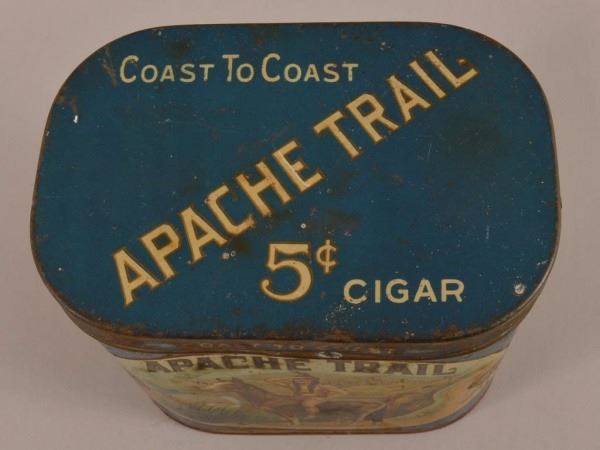 COAST TO COAST
APACHE TRAIL
5¢
CIGAR
APACHE TRAIL